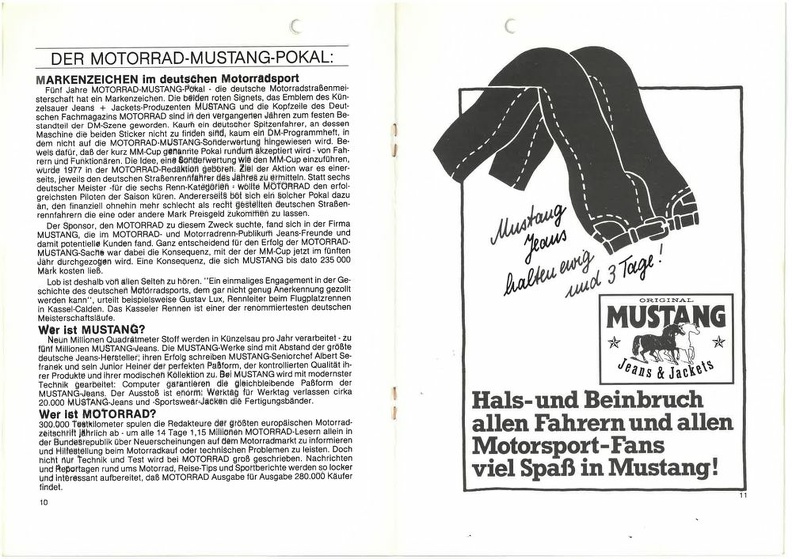 DER MOTORRAD-MUSTANG-POKAL:
MARKENZEICHEN im deutschen Motorradsport
Fünf Jahre MOTORRAD-MUSTANG-Pokal - die deutsche Motorradstraßenmei-
sterschaft hat ein Markenzeichen. Die beiden roten Signets, das Emblem des Kün-
zelsauer Jeans + Jackets-Produzenten MUSTANG und die Kopfzeile des Deut-
schen Fachmagazins MOTORRAD sind in den vergangenen Jahren zum festen Be-
standteil der DM-Szene geworden. Kaum ein deutscher Spitzenfahrer, an dessen
Maschine die beiden Sticker nicht zu finden sind, kaum ein DM-Programmheft, in
dem nicht auf die MOTORRAD-MUSTANG-Sonderwertung hingewiesen wird. Be-
weis dafür, daß der kurz MM-Cup genannte Pokal rundum akzeptiert wird - von Fah-
rern und Funktionären. Die Idee, eine Sonderwertung wie den MM-Cup einzuführen,
wurde 1977 in der MOTORRAD-Redaktion geboren. Ziel der Aktion war es einer-
seits, jeweils den deutschen Straßenrennfahrer des Jahres zu ermitteln. Statt sechs
deutscher Meister - für die sechs Renn-Kategorien - wollte MOTORRAD den erfol-
greichsten Piloten der Saison küren. Andererseits bot sich ein solcher Pokal dazu
an, den finanziell ohnehin mehr schlecht als recht gestellten deutschen Straßen-
rennfahrern die eine oder andere Mark Preisgeld zukommen zu lassen.
Der Sponsor, den MOTORRAD zu diesem Zweck suchte, fand sich in der Firma
MUSTANG, die im MOTORRAD- und Motorradrenn-Publikum Jeans-Freunde und
damit potentielle Kunden fand. Ganz entscheidend für den Erfolg der MOTORRAD-
MUSTANG-Sache war dabei die Konsequenz, mit der der MM-Cup jetzt im fünften
Jahr durchgezogen wird. Eine Konsequenz, die sich MUSTANG bis dato 235 000
Mark kosten ließ.
Lob ist deshalb von allen Seiten zu hören. "Ein einmaliges Engagement in der Ge-
schichte des deutschen Motorradsports, dem gar nicht genug Anerkennung gezollt
werden kann", urteilt beispielsweise Gustav Lux, Rennleiter beim Flugplatzrennen
in Kassel-Calden. Das Kasseler Rennen ist einer der renommiertesten deutschen
Meisterschaftsläufe.
Wer ist MUSTANG?
Neun Millionen Quadratmeter Stoff werden in Künzelsau pro Jahr verarbeitet - zu
fünf Millionen MUSTANG-Jeans. Die MUSTANG-Werke sind mit Abstand der größte
deutsche Jeans-Hersteller; ihren Erfolg schreiben MUSTANG-Seniorchef Albert Se-
franek und sein Junior Heiner der perfekten Paßform, der kontrollierten Qualität ih-
rer Produkte und ihrer modischen Kollektion zu. Bei MUSTANG wird mit modernster
Technik gearbeitet: Computer garantieren die gleichbleibende Paßform der
MUSTANG-Jeans. Der Ausstoß ist enorm: Werktag für Werktag verlassen cirka
20.000 MUSTANG-Jeans und -Sportswear-Jacken die Fertigungsbänder.
Wer ist MOTORRAD?
300.000 Testkilometer spulen die Redakteure der größten europäischen Motorrad-
zeitschrift jährlich ab - um alle 14 Tage 1,15 Millionen MOTORRAD-Lesern allein in
der Bundesrepublik über Neuerscheinungen auf dem Motorradmarkt zu informieren
und Hilfestellung beim Motorradkauf oder technischen Problemen zu leisten. Doch
nicht nur Technik und Test wird bei MOTORRAD groß geschrieben. Nachrichten
und Reportagen rund ums Motorrad, Reise-Tips und Sportberichte werden so locker
und interessant aufbereitet, daß MOTORRAD Ausgabe für Ausgabe 280.000 Käufer
findet.
10
Mustang
Jeans
halten ewig
und 3 Tage!
ORIGINAL
MUSTANG
Jeans & Jackets
Hals- und Beinbruch
allen Fahrern und allen
Motorsport-Fans
viel Spaß in Mustang!
11